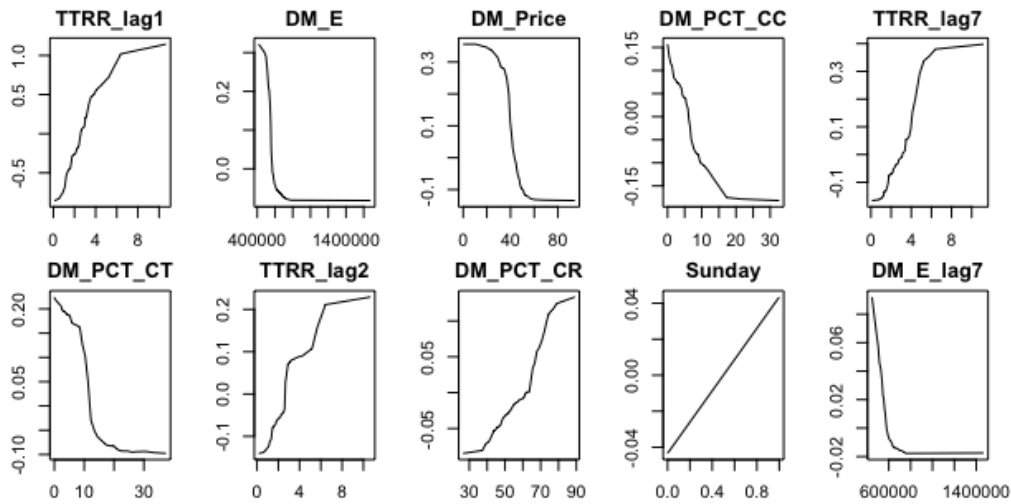 TTRR_lag1 DM_E DM_Price DM_PCT_CC TTRR_lag7
-0.5 0.5 1.0
0 4 8
0.0 0.2
400000 1400000
-0.1 0.1 0.3
0 40 80
-0.15 0.00 0.15
0 10 20 30
-0.1 0.1 0.3
0 4 8
DM_PCT_CT TTRR_lag2 DM_PCT_CR Sunday DM_E_lag7
-0.10 0.05 0.20
0 10 30
-0.1 0.0 0.1 0.2
0 4 8
-0.05 0.05
30 50 70 90
-0.04 0.00 0.04
0.0 0.4 0.8
-0.02 0.02 0.06
600000 1400000